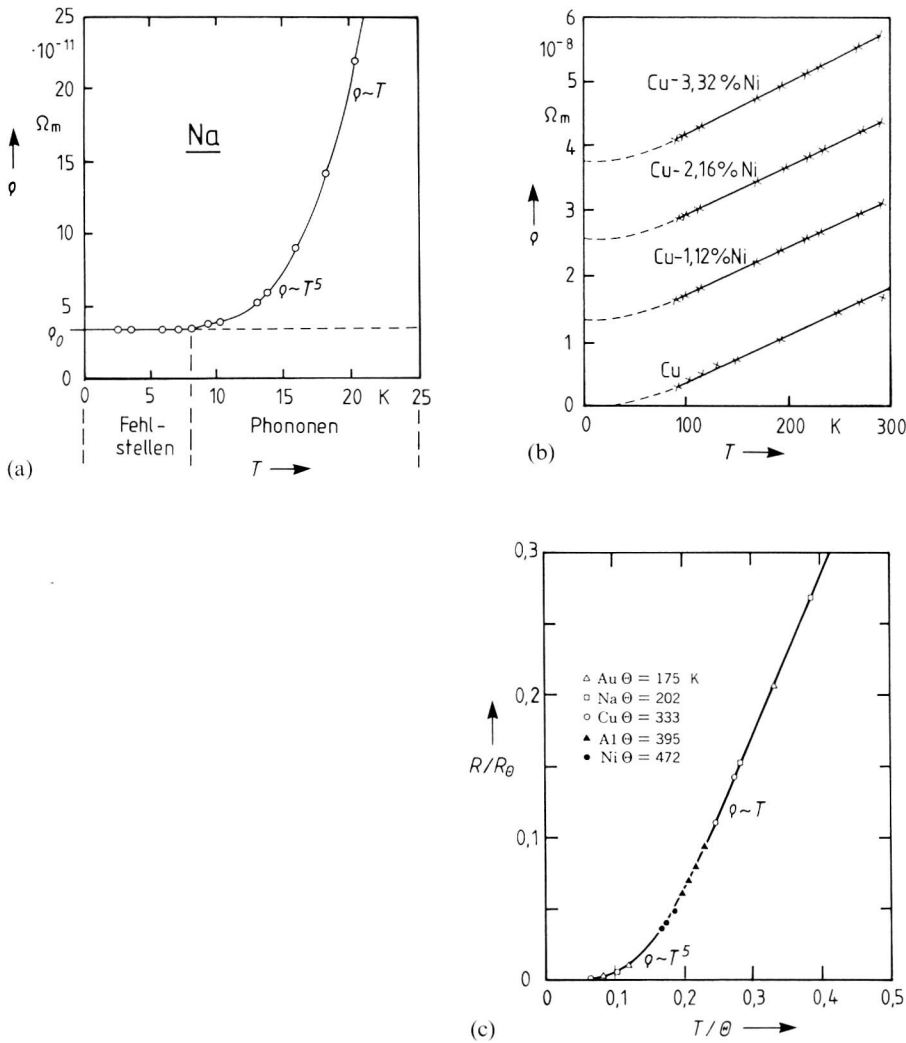 25
·10⁻¹¹
20
Ωm
15
ϱ
10
5
ϱ₀
0
Na
ϱ~T
ϱ~T⁵
0 5 10 15 20 K 25
Fehl-
stellen
Phononen
T
(a)
6
10⁻⁸
5
Ωm
4
3
ϱ
2
1
0
Cu-3,32%Ni
Cu-2,16%Ni
Cu-1,12%Ni
Cu
0 100 200 K 300
T
(b)
0,3
0,2
R/R_Θ
0,1
0
△ Au Θ = 175 K
□ Na Θ = 202
○ Cu Θ = 333
▲ Al Θ = 395
● Ni Θ = 472
ϱ~T
ϱ~T⁵
0 0,1 0,2 0,3 0,4 0,5
T/Θ
(c)